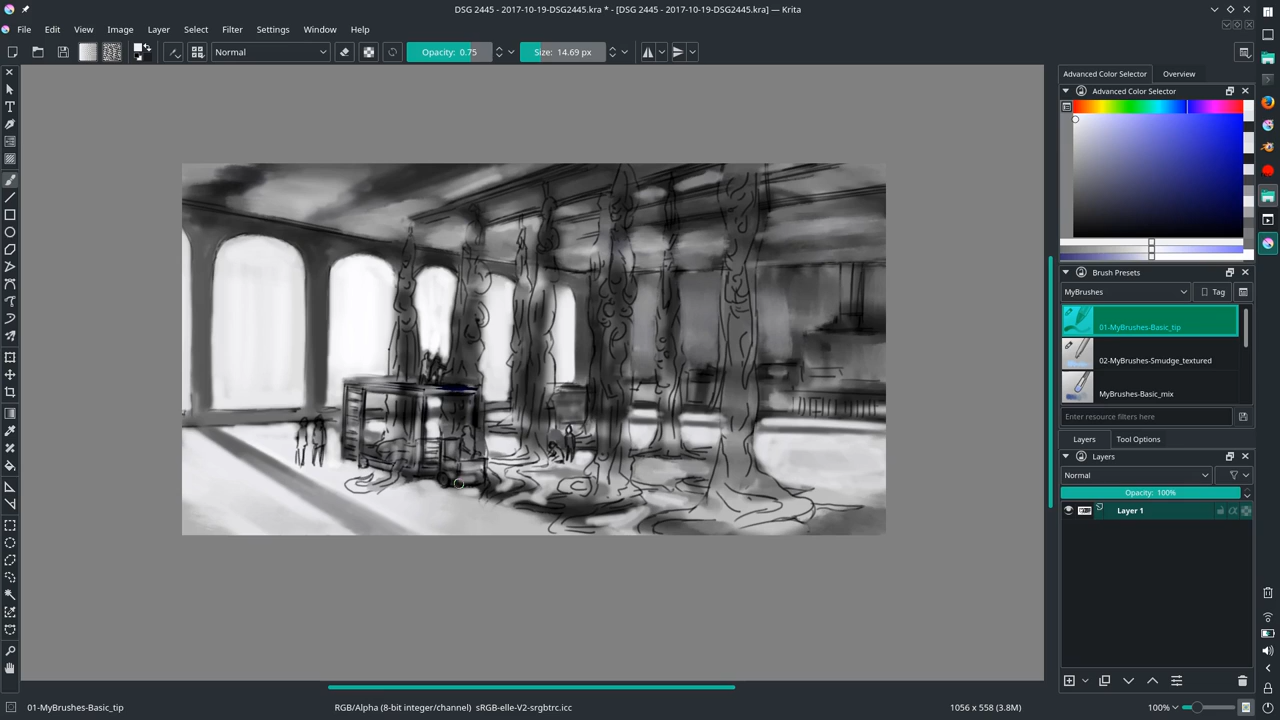 DSG 2445 - 2017-10-19-DSG2445.kra * - [DSG 2445 - 2017-10-19-DSG2445.kra] — Krita
File Edit View Image Layer Select Filter Settings Window Help
Normal Opacity: 0.75 Size: 14.69 px
Advanced Color Selector Overview
Advanced Color Selector
Brush Presets
MyBrushes Tag
01-MyBrushes-Basic_tip
02-MyBrushes-Smudge_textured
MyBrushes-Basic_mix
Enter resource filters here
Layers Tool Options
Layers
Normal
Opacity: 100%
Layer 1
01-MyBrushes-Basic_tip RGB/Alpha (8-bit integer/channel) sRGB-elle-V2-srgbtrc.icc 1056 x 558 (3.8M) 100%